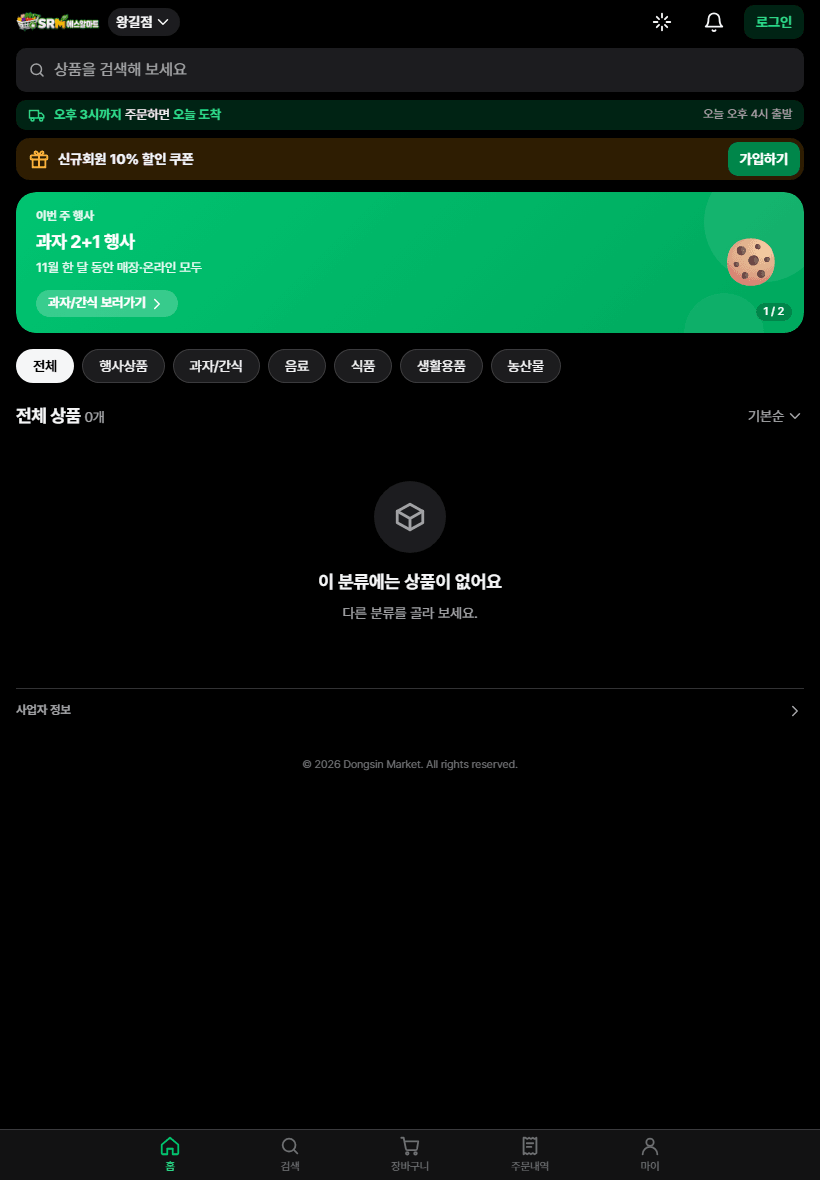 SRM에스알마트
왕길점
로그인
상품을 검색해 보세요
오후 3시까지 주문하면 오늘 도착
오늘 오후 4시 출발
신규회원 10% 할인 쿠폰
가입하기
이번 주 행사
과자 2+1 행사
11월 한 달 동안 매장·온라인 모두
과자/간식 보러가기
1 / 2
전체
행사상품
과자/간식
음료
식품
생활용품
농산물
전체 상품 0개
기본순
이 분류에는 상품이 없어요
다른 분류를 골라 보세요.
사업자 정보
© 2026 Dongsin Market. All rights reserved.
홈
검색
장바구니
주문내역
마이